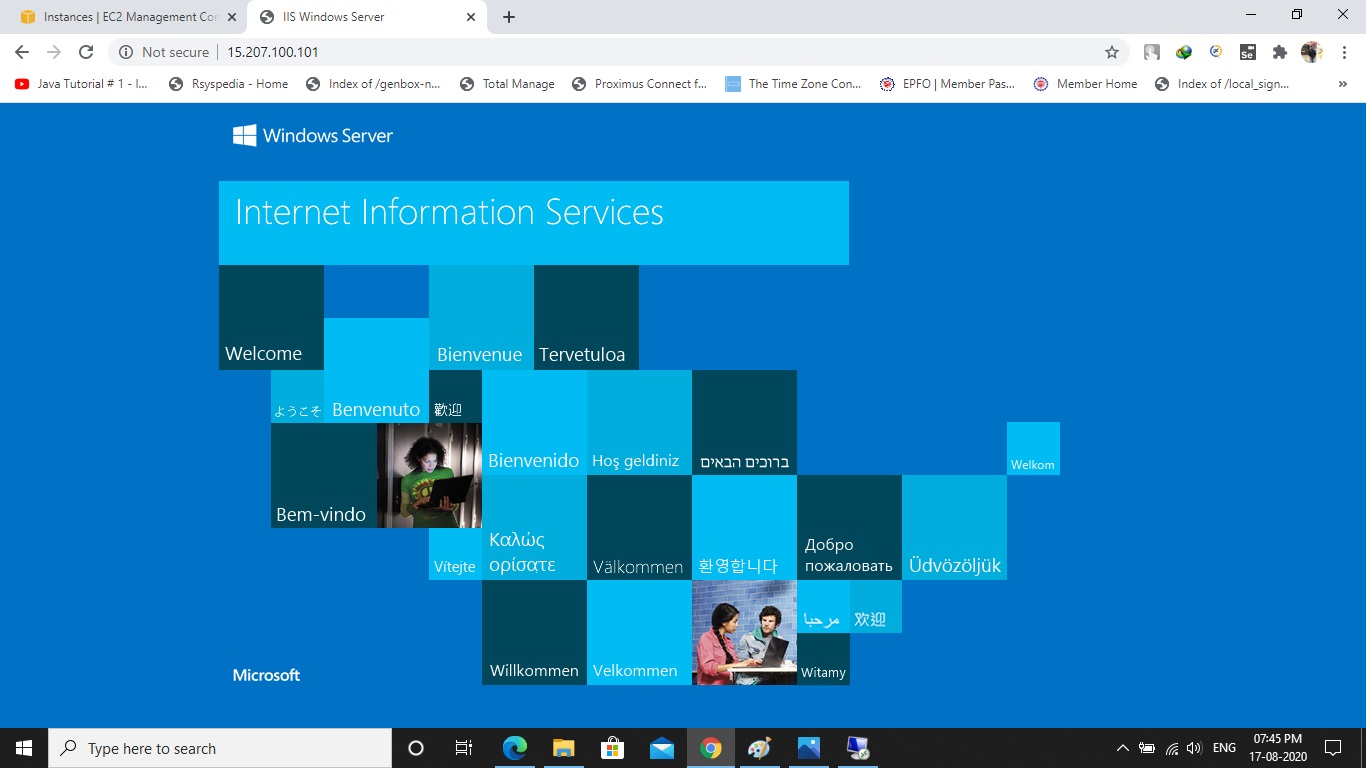 Instances | EC2 Management Cor
IIS Windows Server
Not secure
15.207.100.101
Java Tutorial # 1 - I...
Rsyspedia - Home
Index of /genbox-n...
Total Manage
Proximus Connect f...
The Time Zone Con...
EPFO | Member Pas...
Member Home
Index of /local_sign...
»
Windows Server
Internet Information Services
Welcome
Bienvenue
Tervetuloa
ようこそ
Benvenuto
歡迎
Bienvenido
Hoş geldiniz
ברוכים הבאים
Welkom
Bem-vindo
Vítejte
Καλώς
ορίσατε
Välkommen
환영합니다
Добро
пожаловать
Üdvözöljük
Willkommen
Velkommen
مرحبا
欢迎
Witamy
Microsoft
Type here to search
ENG
07:45 PM
17-08-2020